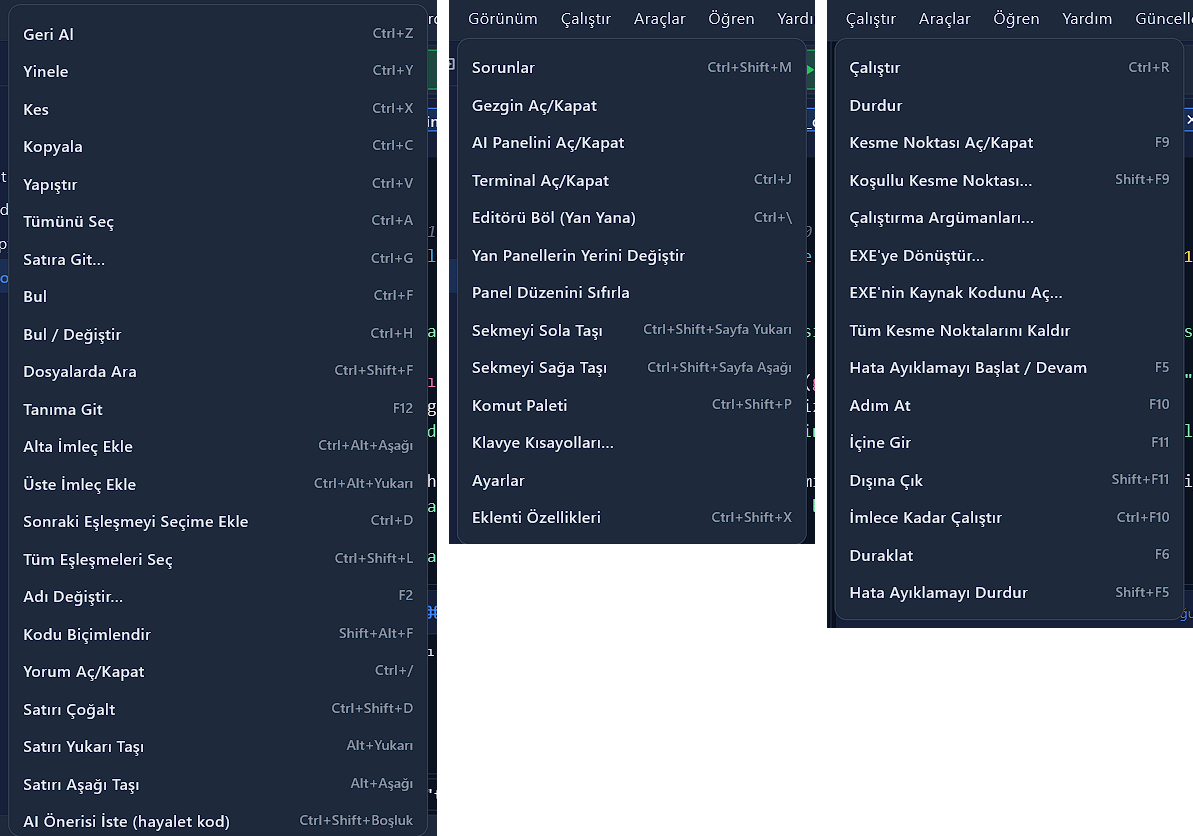 Geri Al Ctrl+Z
Yinele Ctrl+Y
Kes Ctrl+X
Kopyala Ctrl+C
Yapıştır Ctrl+V
Tümünü Seç Ctrl+A
Satıra Git... Ctrl+G
Bul Ctrl+F
Bul / Değiştir Ctrl+H
Dosyalarda Ara Ctrl+Shift+F
Tanıma Git F12
Alta İmleç Ekle Ctrl+Alt+Aşağı
Üste İmleç Ekle Ctrl+Alt+Yukarı
Sonraki Eşleşmeyi Seçime Ekle Ctrl+D
Tüm Eşleşmeleri Seç Ctrl+Shift+L
Adı Değiştir... F2
Kodu Biçimlendir Shift+Alt+F
Yorum Aç/Kapat Ctrl+/
Satırı Çoğalt Ctrl+Shift+D
Satırı Yukarı Taşı Alt+Yukarı
Satırı Aşağı Taşı Alt+Aşağı
AI Önerisi İste (hayalet kod) Ctrl+Shift+Boşluk
Görünüm Çalıştır Araçlar Öğren Yardı
Sorunlar Ctrl+Shift+M
Gezgin Aç/Kapat
AI Panelini Aç/Kapat
Terminal Aç/Kapat Ctrl+J
Editörü Böl (Yan Yana) Ctrl+\
Yan Panellerin Yerini Değiştir
Panel Düzenini Sıfırla
Sekmeyi Sola Taşı Ctrl+Shift+Sayfa Yukarı
Sekmeyi Sağa Taşı Ctrl+Shift+Sayfa Aşağı
Komut Paleti Ctrl+Shift+P
Klavye Kısayolları...
Ayarlar
Eklenti Özellikleri Ctrl+Shift+X
Çalıştır Araçlar Öğren Yardım Güncelle
Çalıştır Ctrl+R
Durdur
Kesme Noktası Aç/Kapat F9
Koşullu Kesme Noktası... Shift+F9
Çalıştırma Argümanları...
EXE'ye Dönüştür...
EXE'nin Kaynak Kodunu Aç...
Tüm Kesme Noktalarını Kaldır
Hata Ayıklamayı Başlat / Devam F5
Adım At F10
İçine Gir F11
Dışına Çık Shift+F11
İmlece Kadar Çalıştır Ctrl+F10
Duraklat F6
Hata Ayıklamayı Durdur Shift+F5